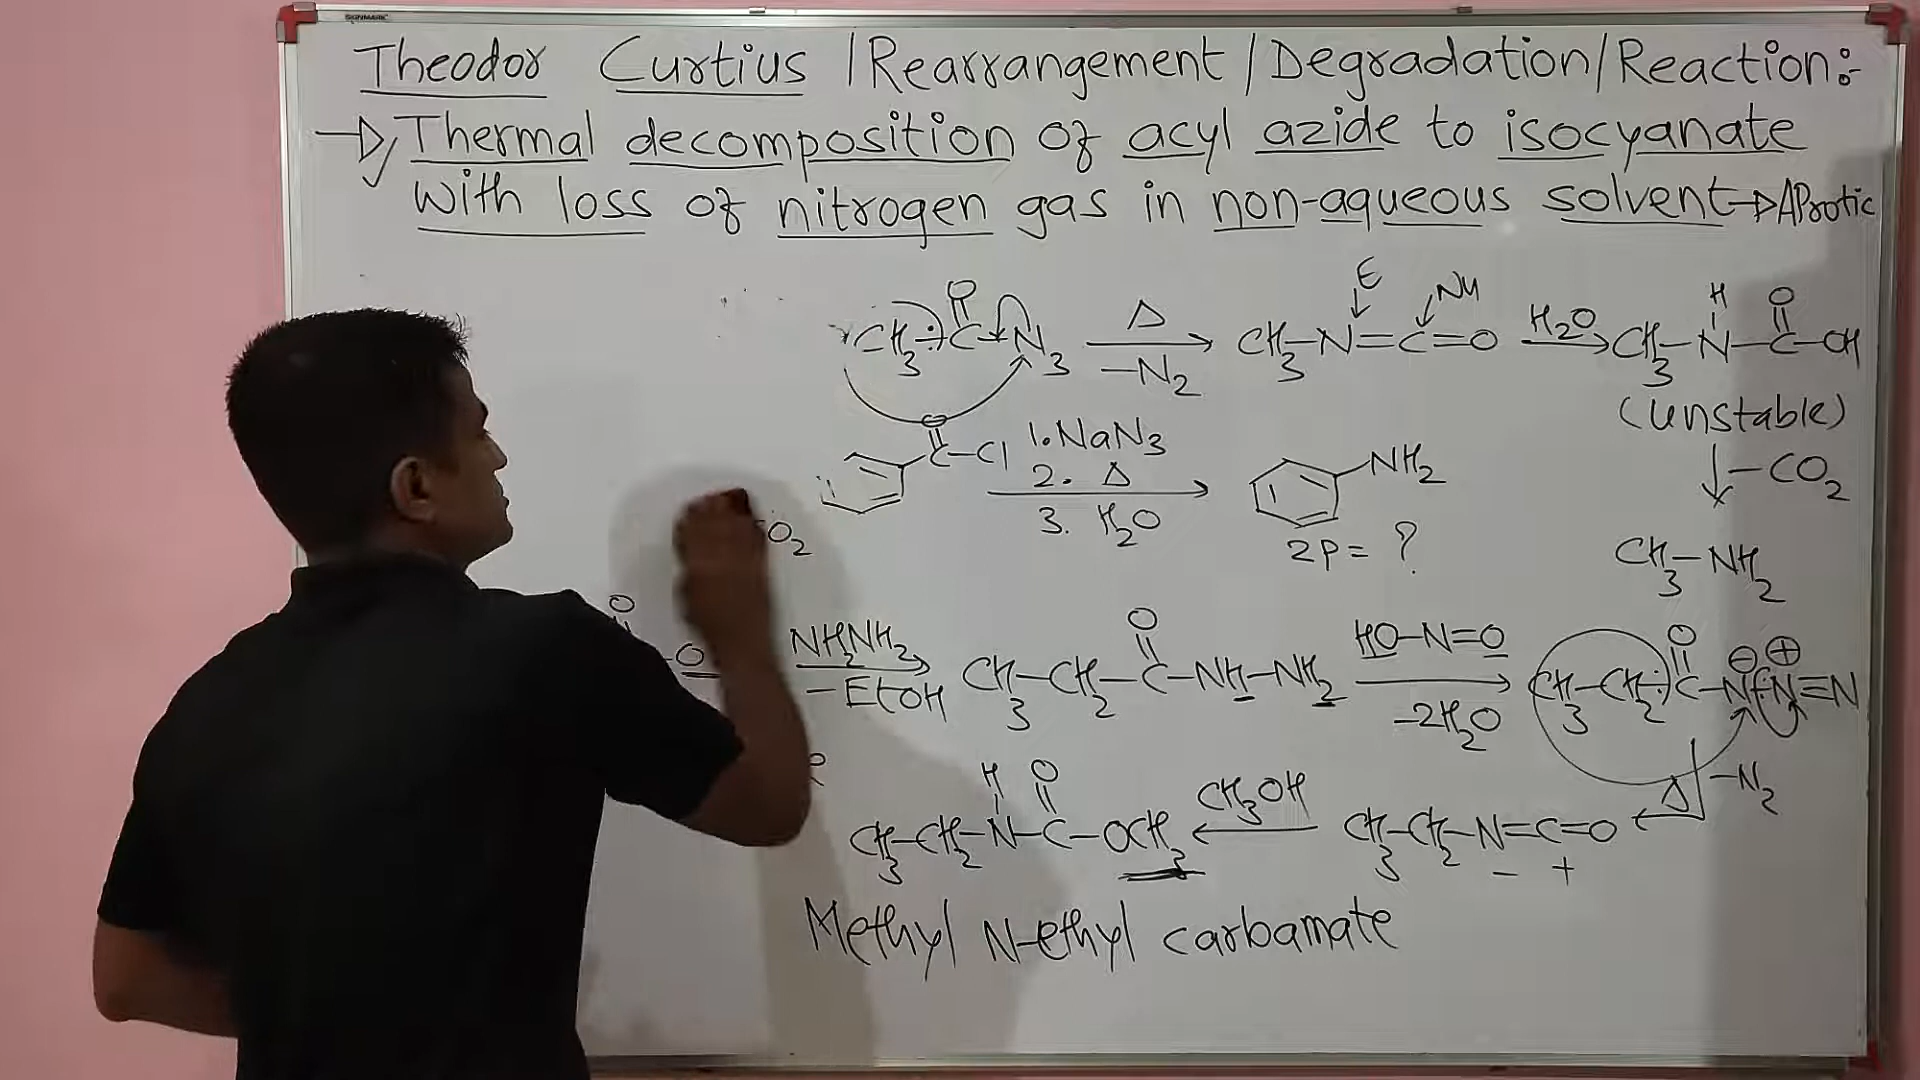 SIGNMARK
Theodor Curtius / Rearrangement / Degradation / Reaction:-
Thermal decomposition of acyl azide to isocyanate
with loss of nitrogen gas in non-aqueous solvent → AProtic
E Nu
O
CH3 C N3 Δ -N2 CH3-N=C=O H2O CH3-N-C-OH
H O
(unstable)
O
C-Cl 1. NaN3
2. Δ
3. H2O
NH2
2P = ?
-CO2
CH3-NH2
O2
O
O NH2NH2 -EtOH CH3-CH2-C-NH-NH2 HO-N=O -2H2O CH3-CH2 C-N-N≡N
O O ⊖ ⊕
Δ -N2
H O
CH3-CH2-N-C-OCH3 CH3OH CH3-CH2-N=C=O
- +
Methyl N-ethyl carbamate